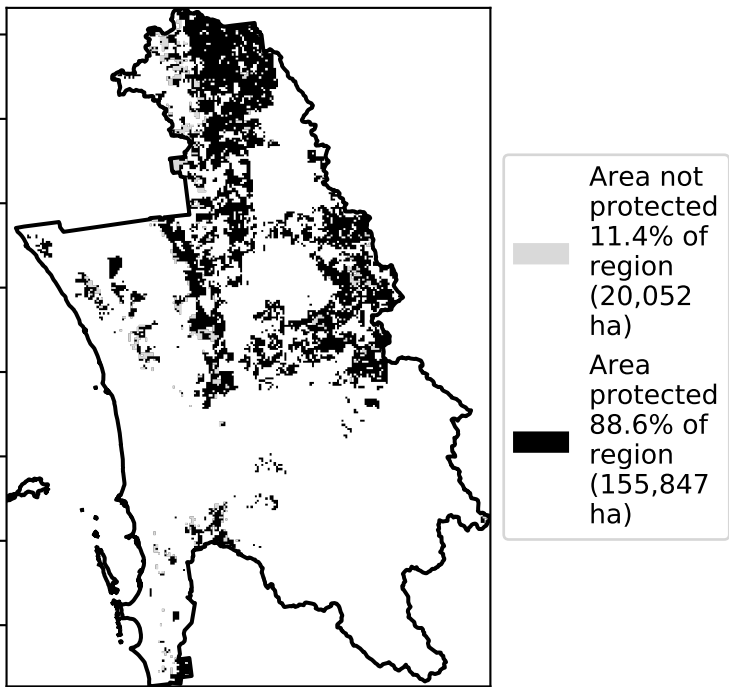 Area not
protected
11.4% of
region
(20,052
ha)
Area
protected
88.6% of
region
(155,847
ha)